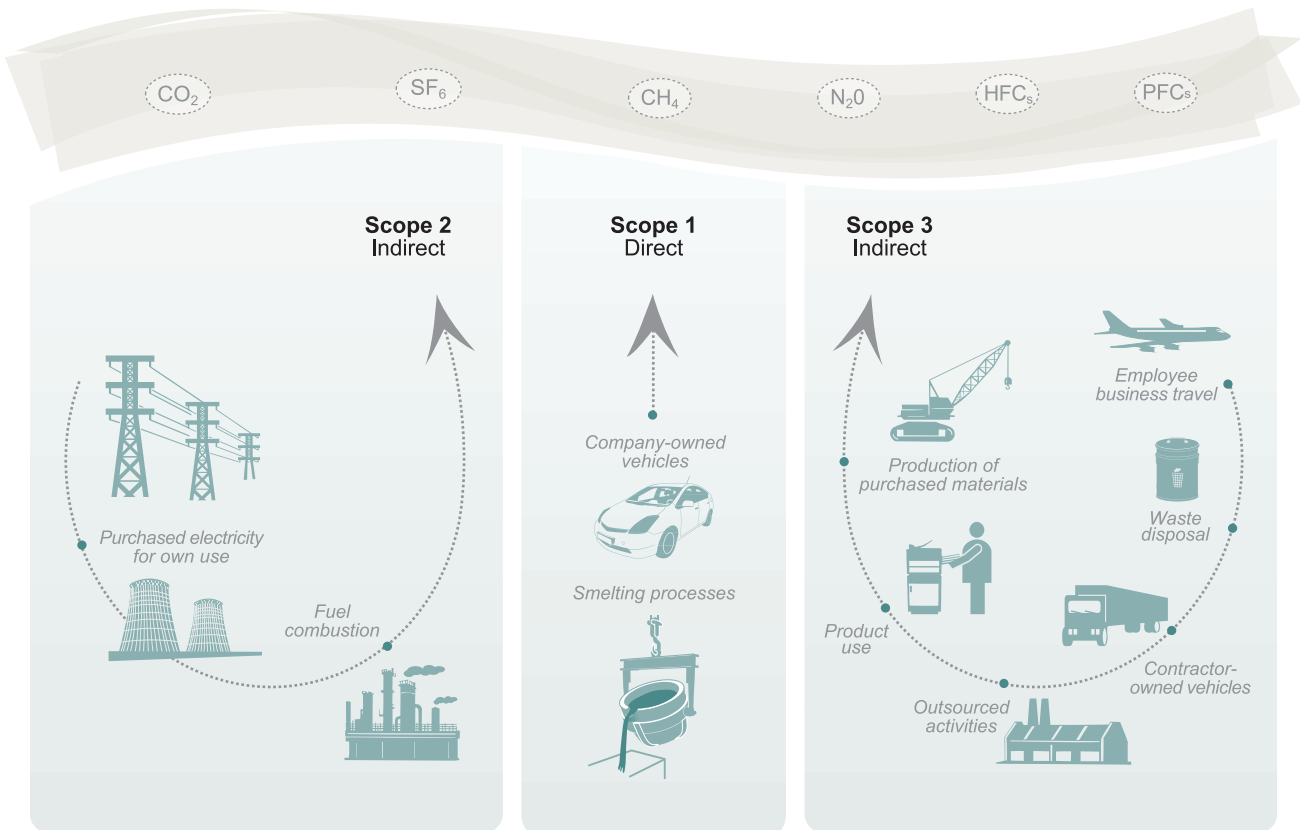 CO₂
SF₆
CH₄
N₂0
HFCₛ
PFCₛ
Scope 2
Indirect
Purchased electricity
for own use
Fuel
combustion
Scope 1
Direct
Company-owned
vehicles
Smelting processes
Scope 3
Indirect
Employee
business travel
Production of
purchased materials
Waste
disposal
Product
use
Contractor-
owned vehicles
Outsourced
activities